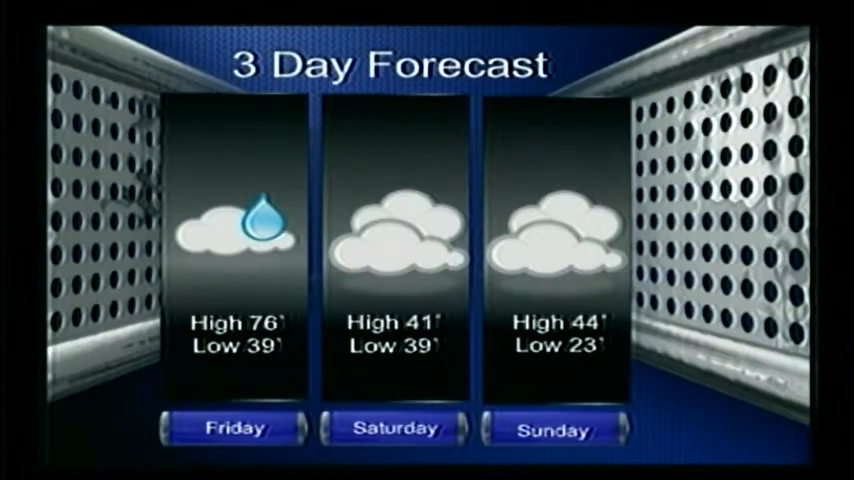 3 Day Forecast
High 76°
Low 39°
High 41°
Low 39°
High 44°
Low 23°
Friday
Saturday
Sunday